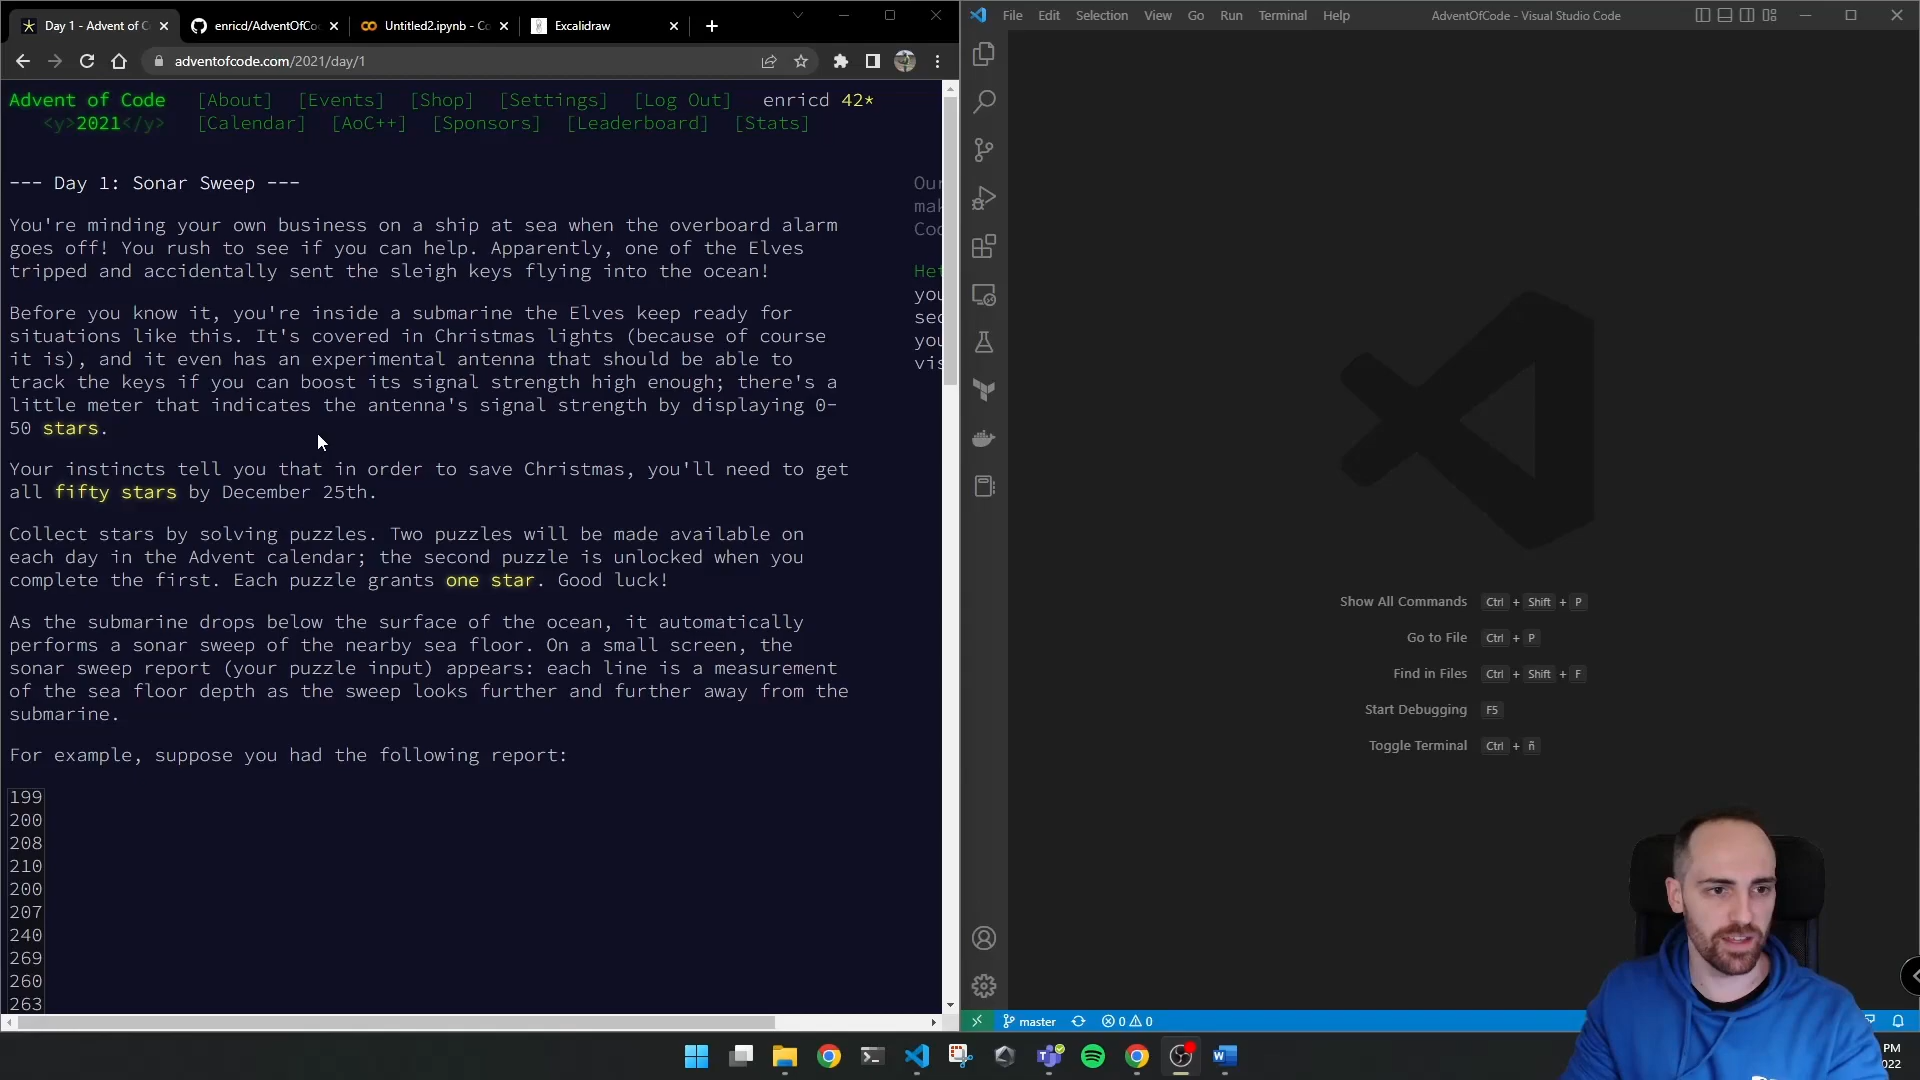 Day 1 - Advent of C
enricd/AdventOfCo
Untitled2.ipynb - Co
Excalidraw
adventofcode.com/2021/day/1
Advent of Code [About] [Events] [Shop] [Settings] [Log Out] enricd 42*
<y>2021</y> [Calendar] [AoC++] [Sponsors] [Leaderboard] [Stats]
--- Day 1: Sonar Sweep ---
You're minding your own business on a ship at sea when the overboard alarm
goes off! You rush to see if you can help. Apparently, one of the Elves
tripped and accidentally sent the sleigh keys flying into the ocean!
Before you know it, you're inside a submarine the Elves keep ready for
situations like this. It's covered in Christmas lights (because of course
it is), and it even has an experimental antenna that should be able to
track the keys if you can boost its signal strength high enough; there's a
little meter that indicates the antenna's signal strength by displaying 0-
50 stars.
Your instincts tell you that in order to save Christmas, you'll need to get
all fifty stars by December 25th.
Collect stars by solving puzzles. Two puzzles will be made available on
each day in the Advent calendar; the second puzzle is unlocked when you
complete the first. Each puzzle grants one star. Good luck!
As the submarine drops below the surface of the ocean, it automatically
performs a sonar sweep of the nearby sea floor. On a small screen, the
sonar sweep report (your puzzle input) appears: each line is a measurement
of the sea floor depth as the sweep looks further and further away from the
submarine.
For example, suppose you had the following report:
199
200
208
210
200
207
240
269
260
263
Our
mak
Coc
Het
you
sec
you
vis
File Edit Selection View Go Run Terminal Help
AdventOfCode - Visual Studio Code
Show All Commands Ctrl + Shift + P
Go to File Ctrl + P
Find in Files Ctrl + Shift + F
Start Debugging F5
Toggle Terminal Ctrl + ñ
master
0 0
PM
022